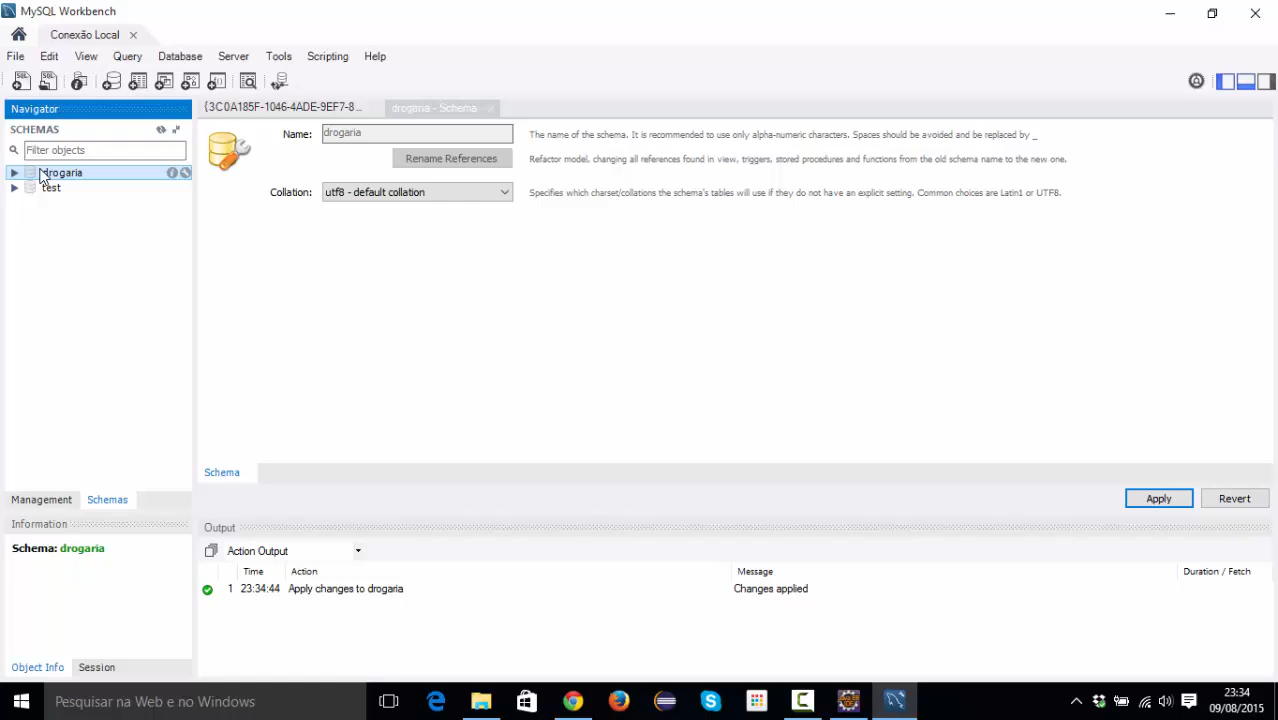 MySQL Workbench
Conexão Local
File Edit View Query Database Server Tools Scripting Help
Navigator
SCHEMAS
Filter objects
drogaria
test
Management Schemas
Information
Schema: drogaria
Object Info Session
{3C0A185F-1046-4ADE-9EF7-8... drogaria - Schema
Name: drogaria The name of the schema. It is recommended to use only alpha-numeric characters. Spaces should be avoided and be replaced by _
Rename References Refactor model, changing all references found in view, triggers, stored procedures and functions from the old schema name to the new one.
Collation: utf8 - default collation Specifies which charset/collations the schema's tables will use if they do not have an explicit setting. Common choices are Latin1 or UTF8.
Schema
Apply Revert
Output
Action Output
Time Action Message Duration / Fetch
1 23:34:44 Apply changes to drogaria Changes applied
Pesquisar na Web e no Windows
23:34
09/08/2015